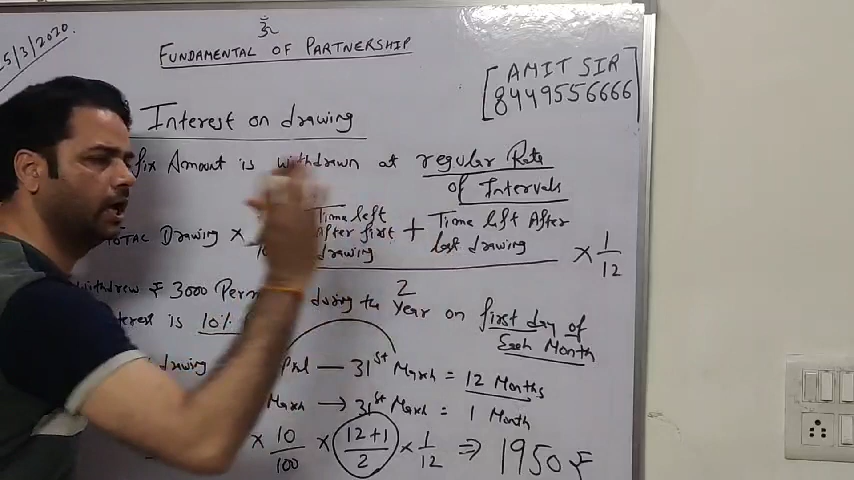 5/3/2020.
ॐ
FUNDAMENTAL OF PARTNERSHIP
[AMIT SIR
8449556666]
Interest on drawing
fix Amount is withdrawn at regular Rate
of Intervals
TOTAL Drawing × Time left After first drawing + Time left After last drawing × 1/12
2
withdrew ₹ 3000 Per during the Year on first day of
Each Month
interest is 10%
drawing
31st March = 12 Months
March → 31st March = 1 Month
× 10/100 × (12+1)/2 × 1/12 ⇒ 1950 ₹